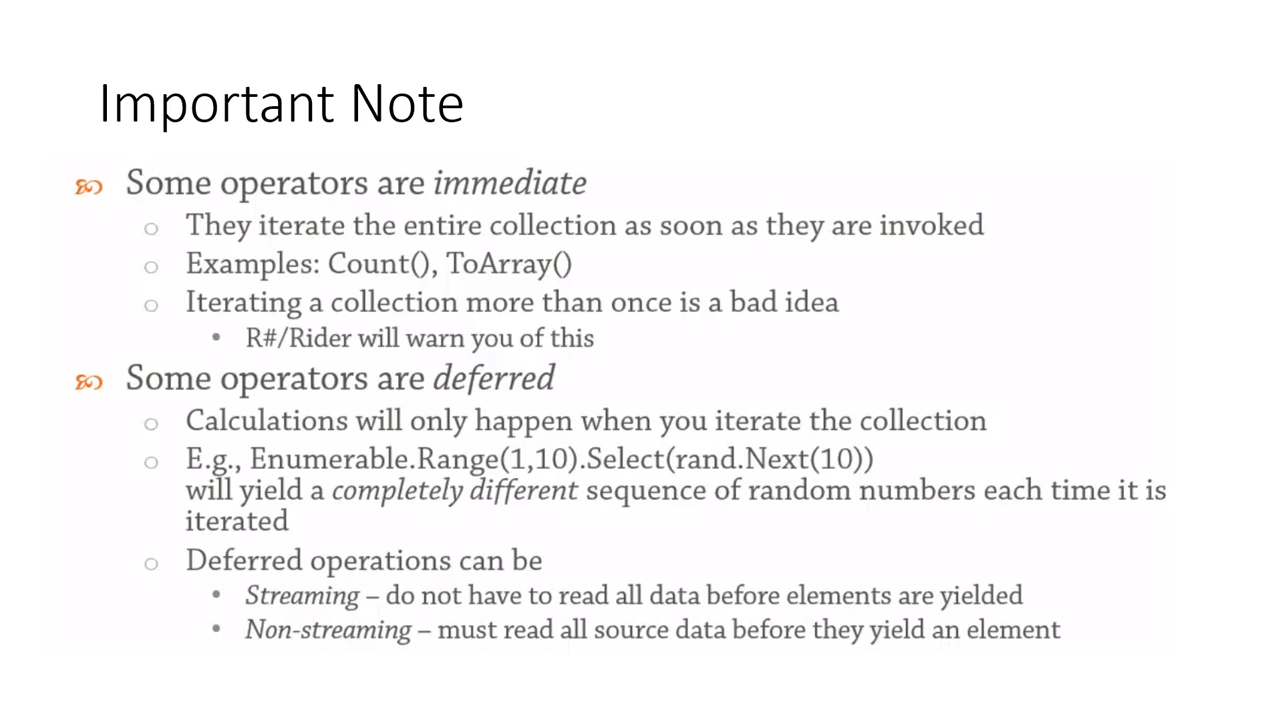 Important Note
Some operators are immediate
They iterate the entire collection as soon as they are invoked
Examples: Count(), ToArray()
Iterating a collection more than once is a bad idea
R#/Rider will warn you of this
Some operators are deferred
Calculations will only happen when you iterate the collection
E.g., Enumerable.Range(1,10).Select(rand.Next(10))
will yield a completely different sequence of random numbers each time it is
iterated
Deferred operations can be
Streaming – do not have to read all data before elements are yielded
Non-streaming – must read all source data before they yield an element